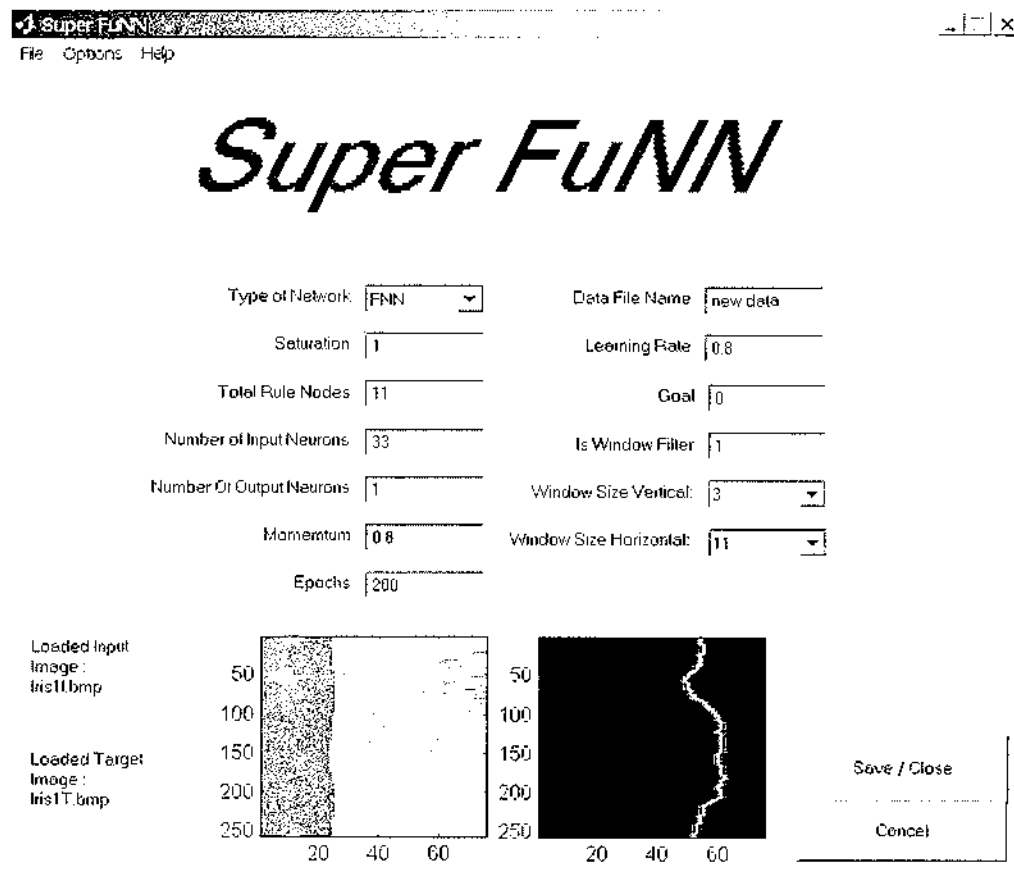 Super FuNN
File Options Help
Super FuNN
Type of Network FNN
Data File Name new data
Saturation 1
Learning Rate 0.8
Total Rule Nodes 11
Goal 0
Number of Input Neurons 33
Is Window Filter 1
Number Of Output Neurons 1
Window Size Vertical: 3
Momemtum 0.8
Window Size Horizontal: 11
Epochs 200
Loaded Input
Image :
Iris1I.bmp
Loaded Target
Image :
Iris1T.bmp
50
100
150
200
250
20 40 60
50
100
150
200
250
20 40 60
Save / Close
Cancel